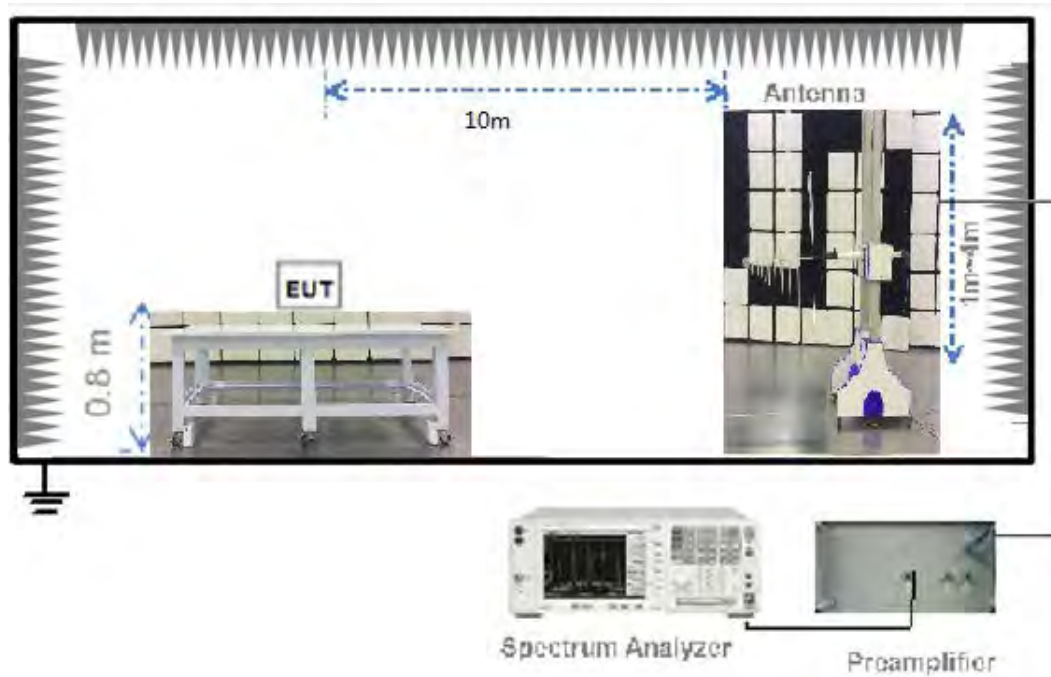 Antenna
10m
1m~4m
EUT
0.8 m
Spectrum Analyzer
Preamplifier